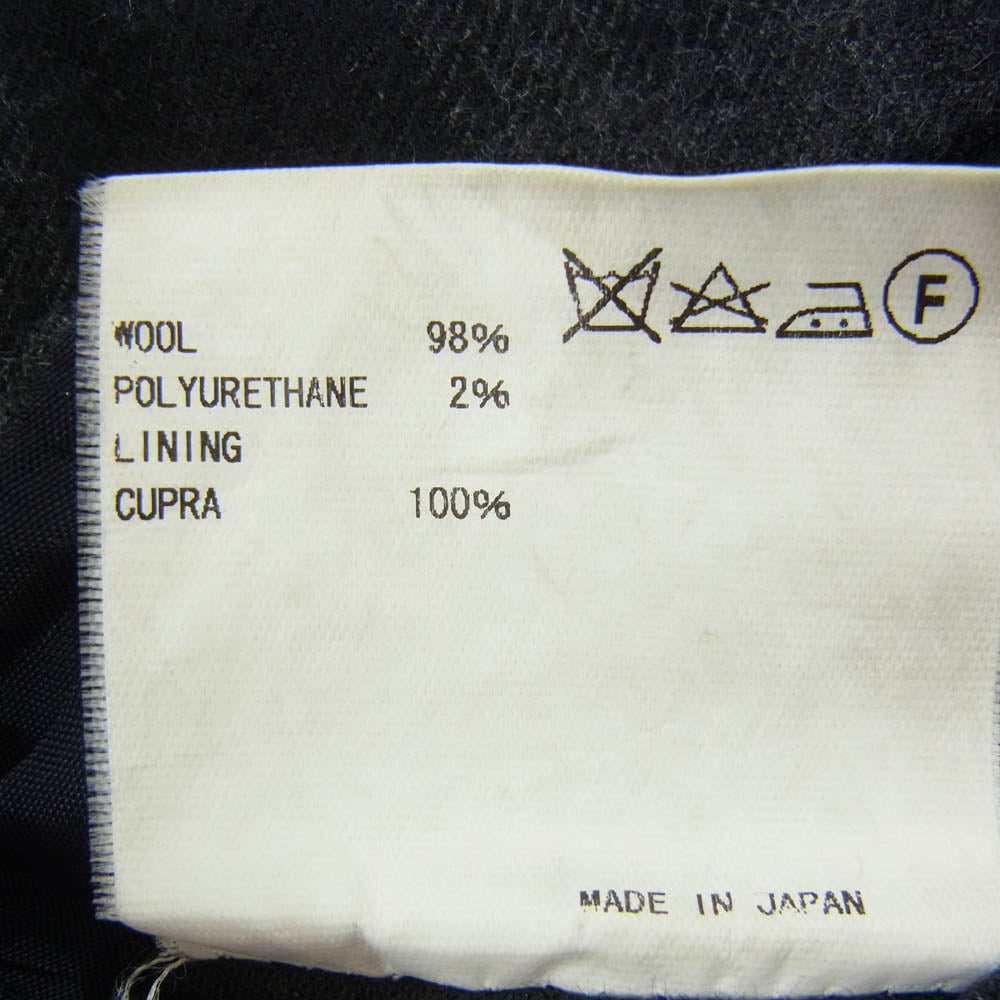 F
WOOL 98%
POLYURETHANE 2%
LINING
CUPRA 100%
MADE IN JAPAN